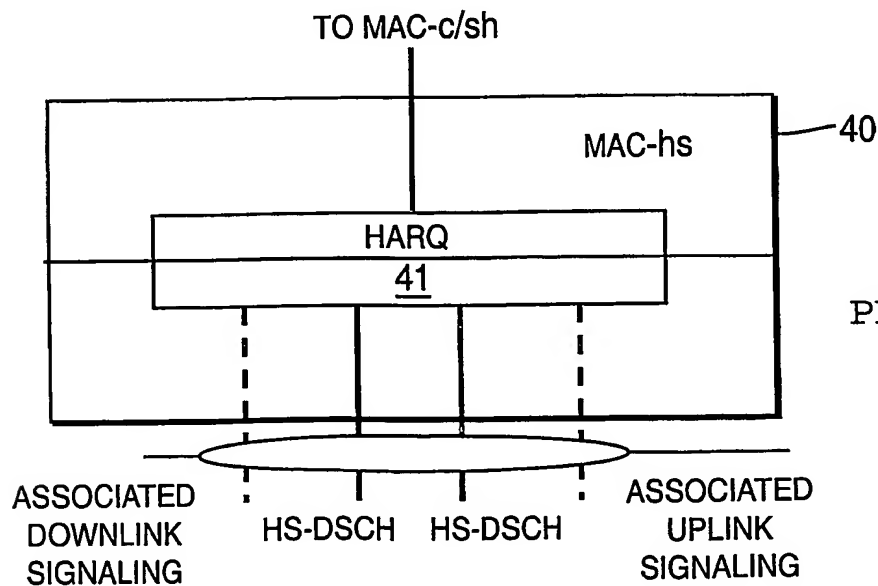 TO MAC-c/sh
40
MAC-hs
HARQ
41
ASSOCIATED
DOWNLINK
SIGNALING
HS-DSCH
HS-DSCH
ASSOCIATED
UPLINK
SIGNALING